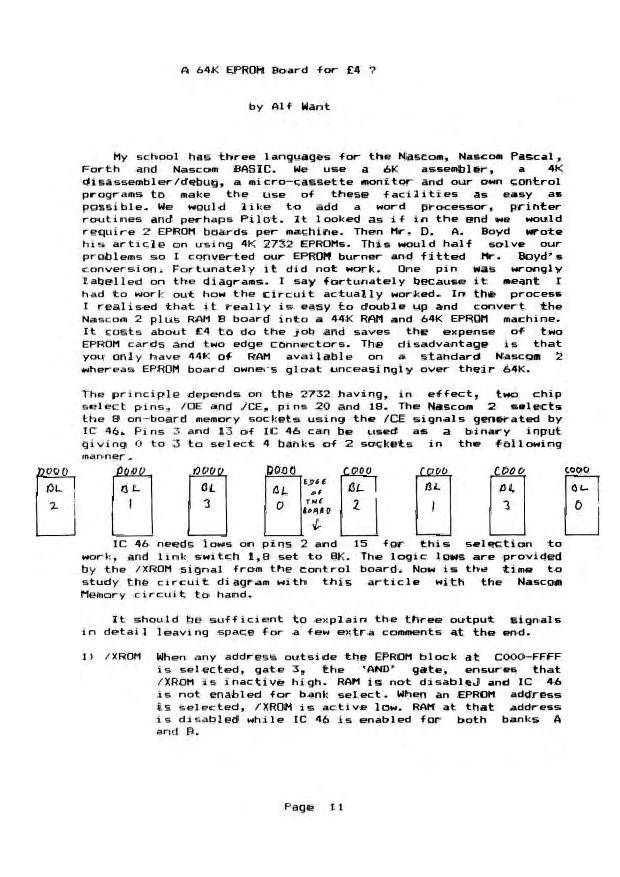 A 64K EPROM Board for £4 ?
by Alf Want
My school has three languages for the Nascom, Nascom Pascal,
Forth and Nascom BASIC. We use a 6K assembler, a 4K
disassembler/debug, a micro-cassette monitor and our own control
programs to make the use of these facilities as easy as
possible. We would like to add a word processor, printer
routines and perhaps Pilot. It looked as if in the end we would
require 2 EPROM boards per machine. Then Mr. D. A. Boyd wrote
his article on using 4K 2732 EPROMs. This would half solve our
problems so I converted our EPROM burner and fitted Mr. Boyd's
conversion. Fortunately it did not work. One pin was wrongly
labelled on the diagrams. I say fortunately because it meant I
had to work out how the circuit actually worked. In the process
I realised that it really is easy to double up and convert the
Nascom 2 plus RAM B board into a 44K RAM and 64K EPROM machine.
It costs about £4 to do the job and saves the expense of two
EPROM cards and two edge connectors. The disadvantage is that
you only have 44K of RAM available on a standard Nascom 2
whereas EPROM board owners gloat unceasingly over their 64K.
The principle depends on the 2732 having, in effect, two chip
select pins, /OE and /CE, pins 20 and 18. The Nascom 2 selects
the 8 on-board memory sockets using the /CE signals generated by
IC 46. Pins 3 and 13 of IC 46 can be used as a binary input
giving 0 to 3 to select 4 banks of 2 sockets in the following
manner.
D000 D000 D000 D000 C000 C000 C000 C000
BL BL BL BL EDGE BL BL BL BL
2 1 3 0 OF THE BOARD 2 1 3 0
IC 46 needs lows on pins 2 and 15 for this selection to
work, and link switch 1,8 set to 8K. The logic lows are provided
by the /XROM signal from the control board. Now is the time to
study the circuit diagram with this article with the Nascom
Memory circuit to hand.
It should be sufficient to explain the three output signals
in detail leaving space for a few extra comments at the end.
1) /XROM When any address outside the EPROM block at C000-FFFF
is selected, gate 3, the 'AND' gate, ensures that
/XROM is inactive high. RAM is not disabled and IC 46
is not enabled for bank select. When an EPROM address
is selected, /XROM is active low. RAM at that address
is disabled while IC 46 is enabled for both banks A
and B.
Page 11